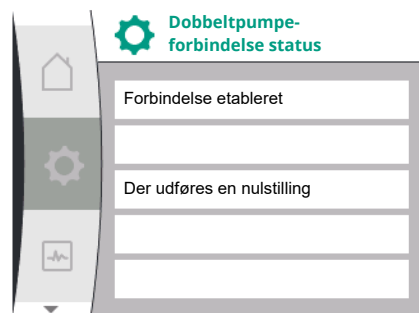 Dobbeltpumpe-
forbindelse status
Forbindelse etableret
Der udføres en nulstilling